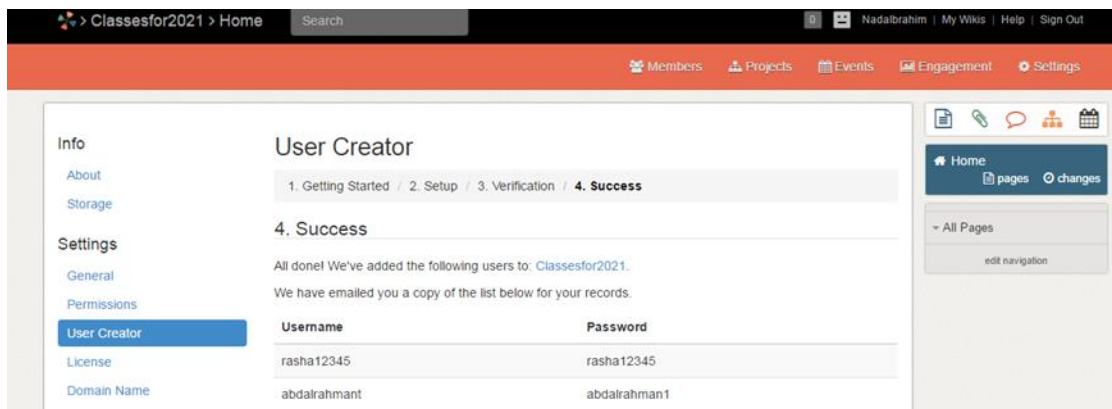 > Classesfor2021 > Home Search 0 Nadalbrahim | My Wikis | Help | Sign Out
Members Projects Events Engagement Settings
Info
About
Storage
Settings
General
Permissions
User Creator
License
Domain Name
User Creator
1. Getting Started / 2. Setup / 3. Verification / 4. Success
4. Success
All done! We've added the following users to: Classesfor2021.
We have emailed you a copy of the list below for your records.
Username Password
rasha12345 rasha12345
abdalrahmant abdalrahman1
Home
pages changes
All Pages
edit navigation